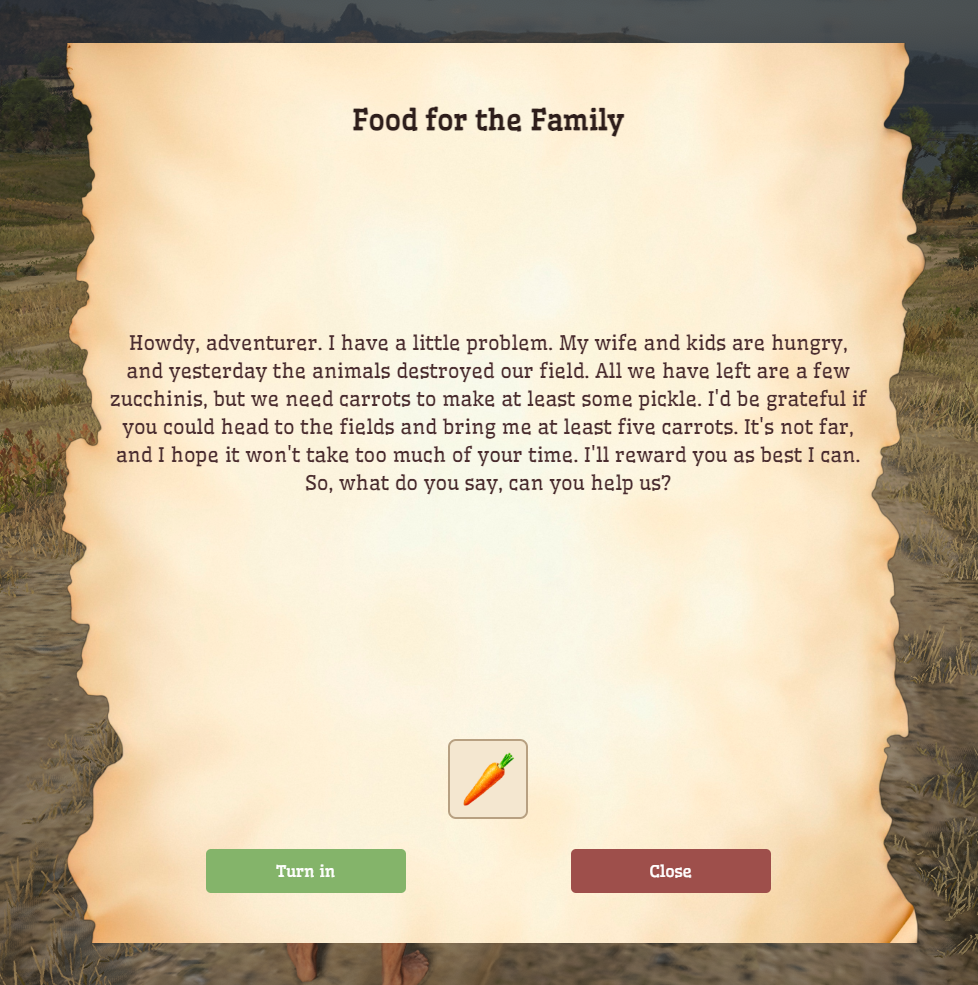 Food for the Family
Howdy, adventurer. I have a little problem. My wife and kids are hungry,
and yesterday the animals destroyed our field. All we have left are a few
zucchinis, but we need carrots to make at least some pickle. I'd be grateful if
you could head to the fields and bring me at least five carrots. It's not far,
and I hope it won't take too much of your time. I'll reward you as best I can.
So, what do you say, can you help us?
Turn in
Close